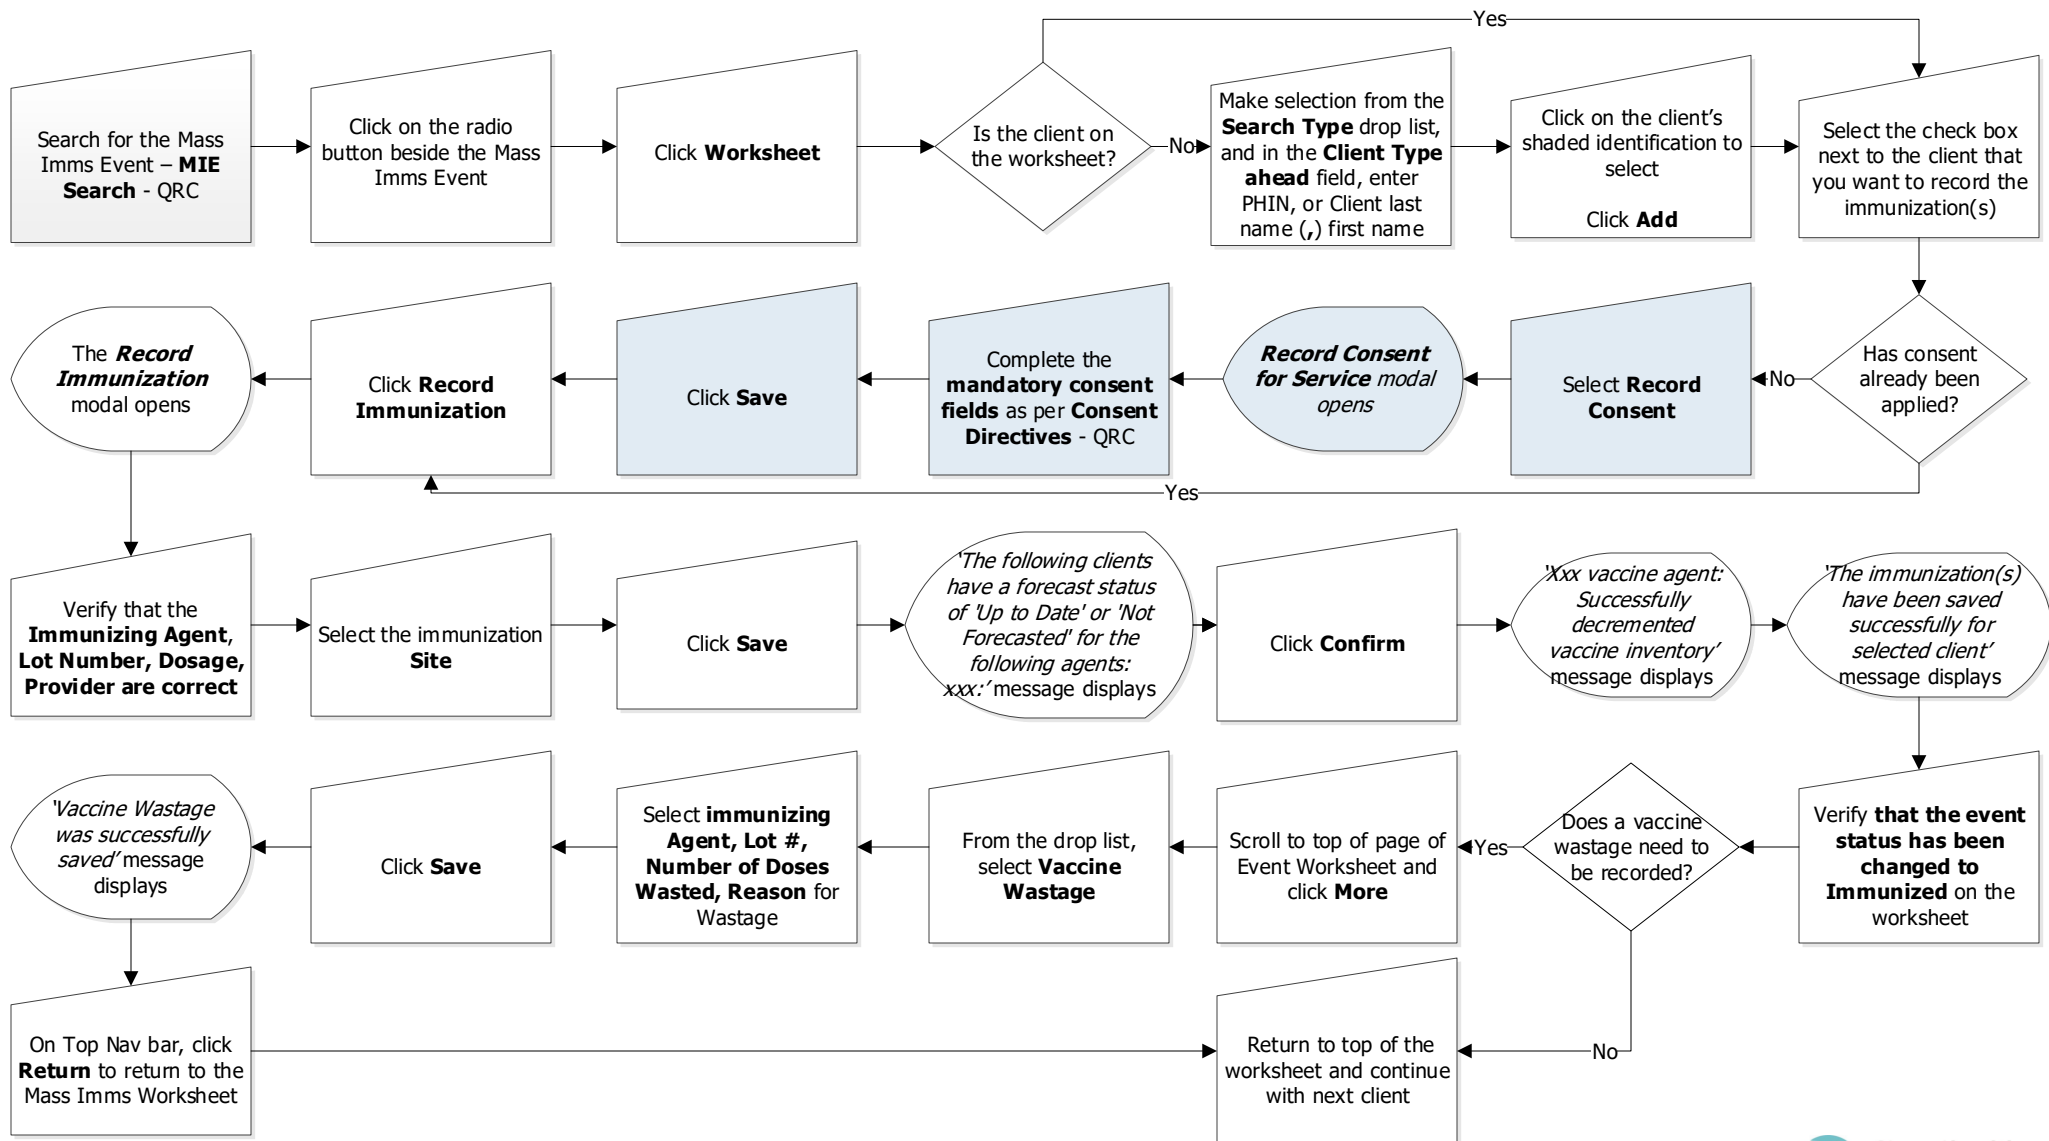 Yes
Search for the Mass
Imms Event – MIE
Search - QRC
Click on the radio
button beside the Mass
Imms Event
Click Worksheet
Is the client on
the worksheet?
No
Make selection from the
Search Type drop list,
and in the Client Type
ahead field, enter
PHIN, or Client last
name (,) first name
Click on the client’s
shaded identification to
select
Click Add
Select the check box
next to the client that
you want to record the
immunization(s)
Has consent
already been
applied?
No
Select Record
Consent
Record Consent
for Service modal
opens
Complete the
mandatory consent
fields as per Consent
Directives - QRC
Click Save
Click Record
Immunization
The Record
Immunization
modal opens
Yes
Verify that the
Immunizing Agent,
Lot Number, Dosage,
Provider are correct
Select the immunization
Site
Click Save
‘The following clients
have a forecast status
of 'Up to Date' or 'Not
Forecasted' for the
following agents:
xxx:’ message displays
Click Confirm
‘Xxx vaccine agent:
Successfully
decremented
vaccine inventory’
message displays
‘The immunization(s)
have been saved
successfully for
selected client’
message displays
Verify that the event
status has been
changed to
Immunized on the
worksheet
Does a vaccine
wastage need to
be recorded?
Yes
Scroll to top of page of
Event Worksheet and
click More
From the drop list,
select Vaccine
Wastage
Select immunizing
Agent, Lot #,
Number of Doses
Wasted, Reason for
Wastage
Click Save
‘Vaccine Wastage
was successfully
saved’ message
displays
On Top Nav bar, click
Return to return to the
Mass Imms Worksheet
Return to top of the
worksheet and continue
with next client
No